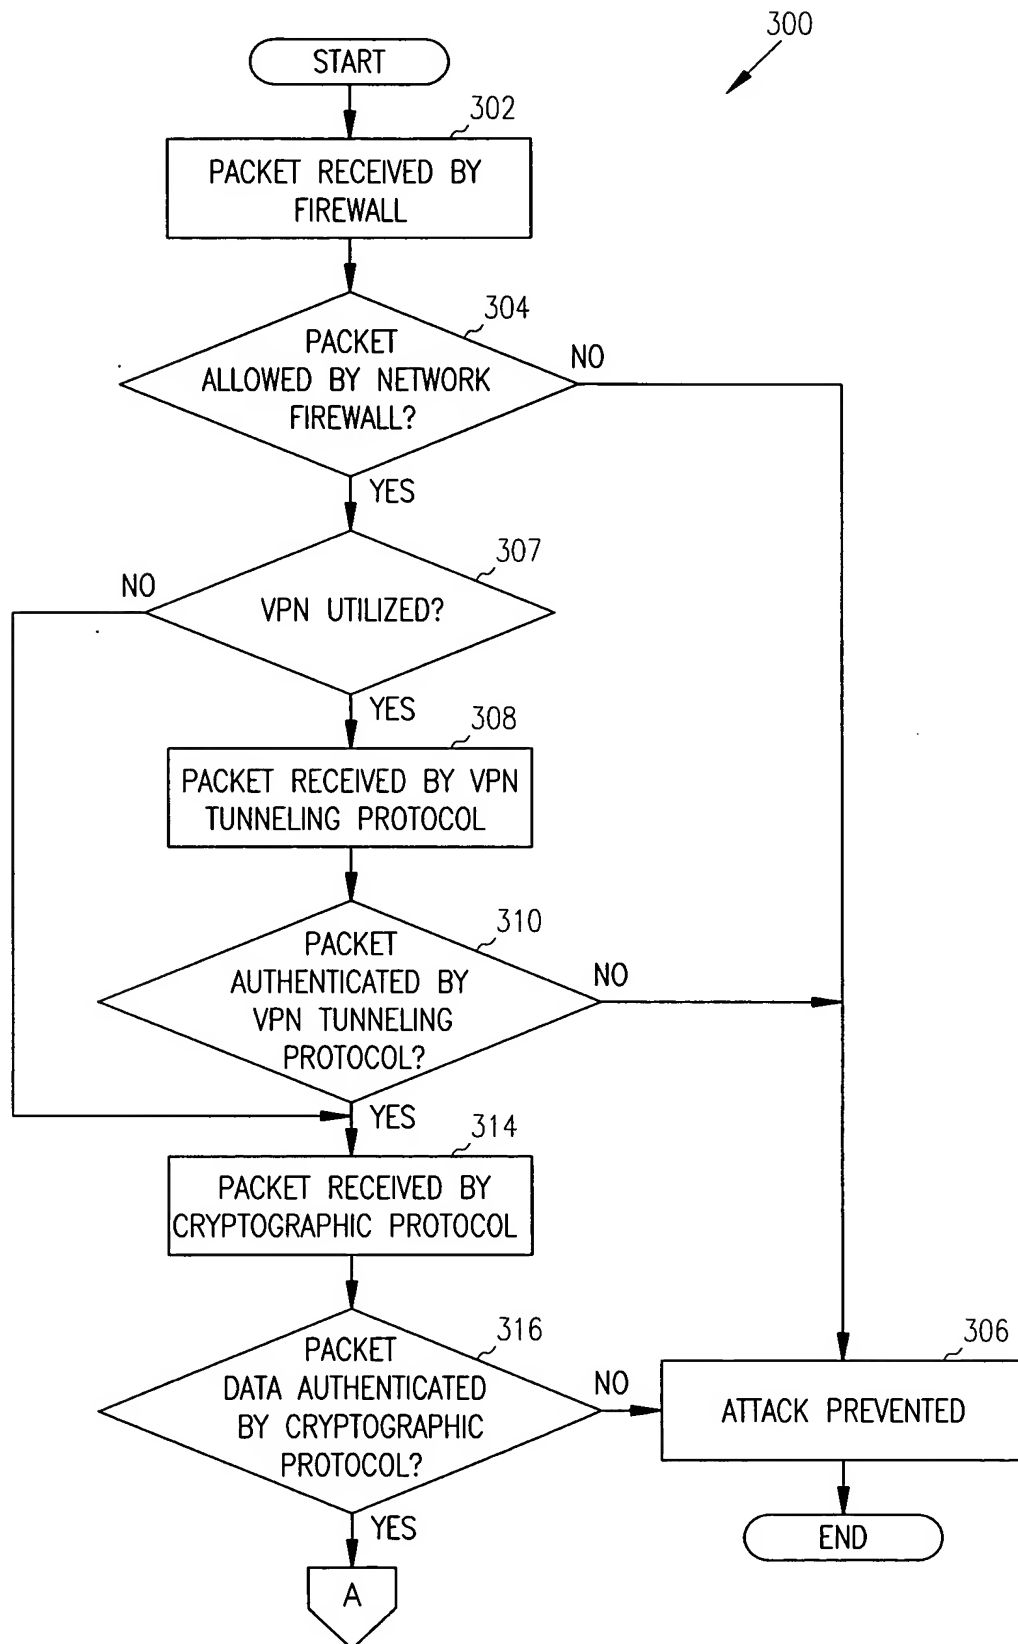 300
START
302
PACKET RECEIVED BY
FIREWALL
304
PACKET
ALLOWED BY NETWORK
FIREWALL?
NO
YES
307
NO
VPN UTILIZED?
YES
308
PACKET RECEIVED BY VPN
TUNNELING PROTOCOL
310
PACKET
AUTHENTICATED BY
VPN TUNNELING
PROTOCOL?
NO
YES
314
PACKET RECEIVED BY
CRYPTOGRAPHIC PROTOCOL
316
PACKET
DATA AUTHENTICATED
BY CRYPTOGRAPHIC
PROTOCOL?
NO
306
ATTACK PREVENTED
YES
END
A